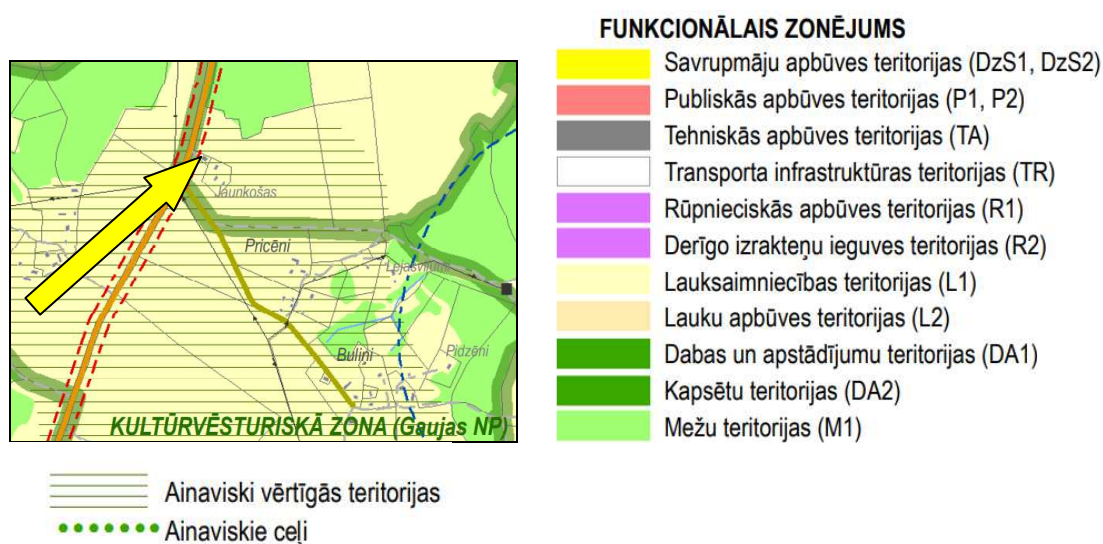 FUNKCIONĀLAIS ZONĒJUMS
Savrupmāju apbūves teritorijas (DzS1, DzS2)
Publiskās apbūves teritorijas (P1, P2)
Tehniskās apbūves teritorijas (TA)
Transporta infrastruktūras teritorijas (TR)
Rūpnieciskās apbūves teritorijas (R1)
Derīgo izrakteņu ieguves teritorijas (R2)
Lauksaimniecības teritorijas (L1)
Lauku apbūves teritorijas (L2)
Dabas un apstādījumu teritorijas (DA1)
Kapsētu teritorijas (DA2)
Mežu teritorijas (M1)
Jaunkošas
Pricēni
Buliņi
Pidzēni
KULTŪRVĒSTURISKĀ ZONA (Gaujas NP)
Ainaviski vērtīgās teritorijas
Ainaviskie ceļi